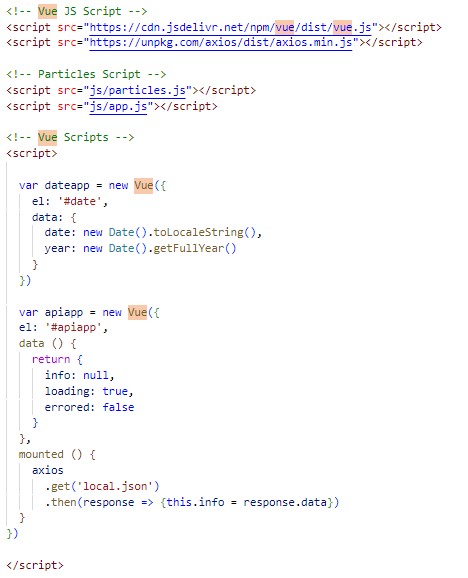 <!-- Vue JS Script -->
<script src="https://cdn.jsdelivr.net/npm/vue/dist/vue.js"></script>
<script src="https://unpkg.com/axios/dist/axios.min.js"></script>

<!-- Particles Script -->
<script src="js/particles.js"></script>
<script src="js/app.js"></script>

<!-- Vue Scripts -->
<script>

  var dateapp = new Vue({
    el: '#date',
    data: {
      date: new Date().toLocaleString(),
      year: new Date().getFullYear()
    }
  })

  var apiapp = new Vue({
  el: '#apiapp',
  data () {
    return {
      info: null,
      loading: true,
      errored: false
    }
  },
  mounted () {
    axios
      .get('local.json')
      .then(response => {this.info = response.data})
  }
})

</script>